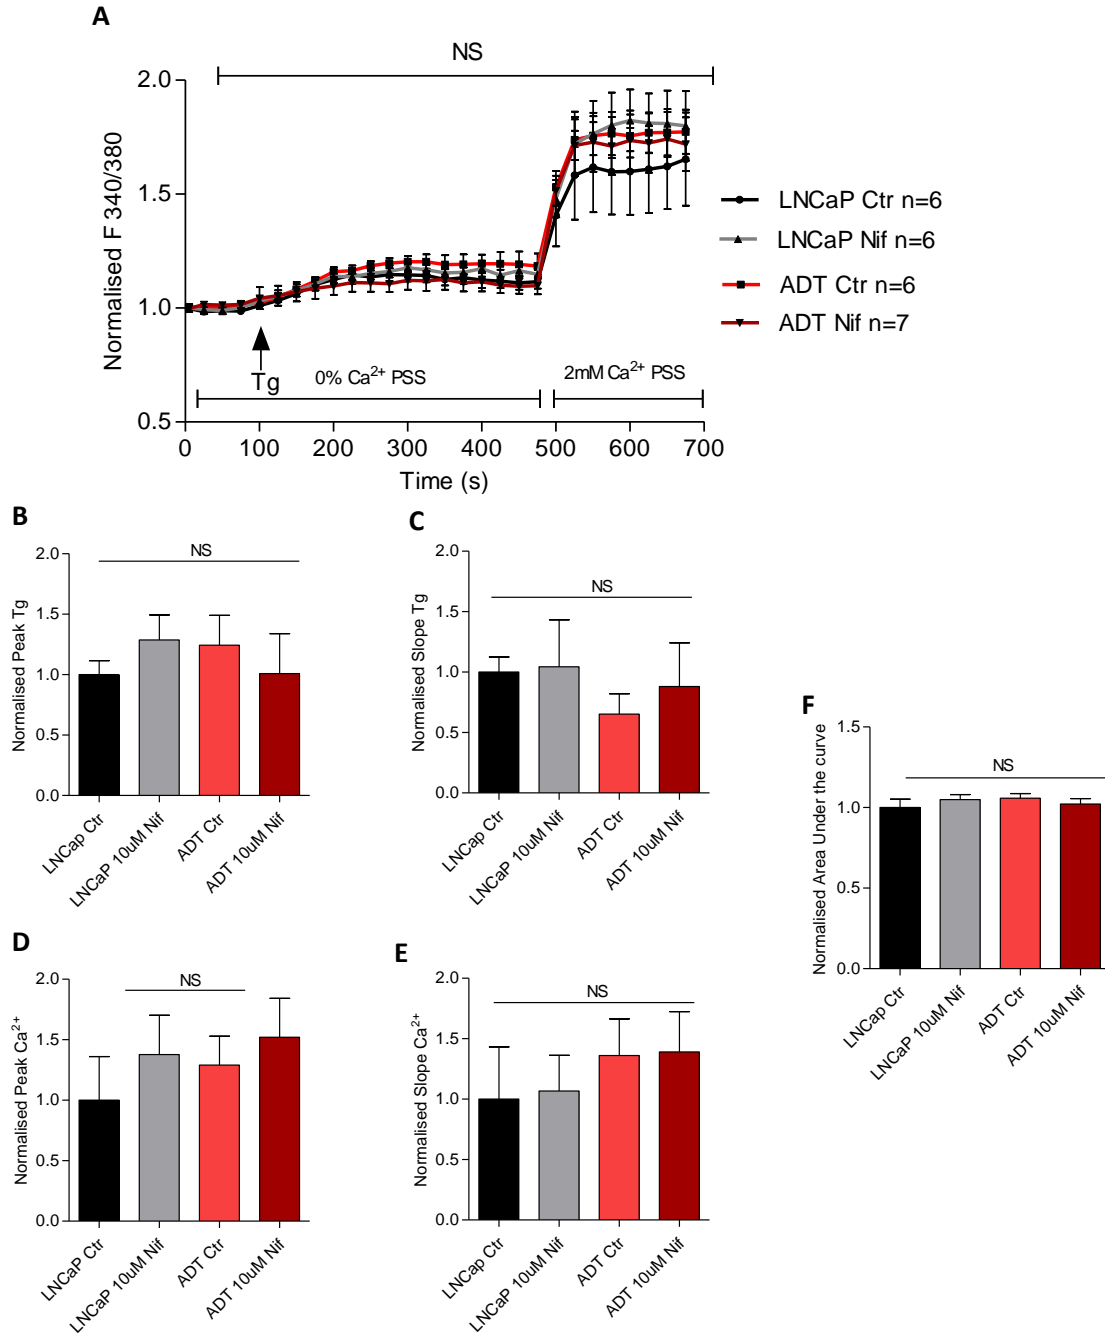 A
NS
2.0
1.5
1.0
0.5
Normalised F 340/380
Tg
0% Ca²⁺ PSS
2mM Ca²⁺ PSS
0 100 200 300 400 500 600 700
Time (s)
LNCaP Ctr n=6
LNCaP Nif n=6
ADT Ctr n=6
ADT Nif n=7
B
NS
2.0
1.5
1.0
0.5
0.0
Normalised Peak Tg
LNCap Ctr
LNCaP 10uM Nif
ADT Ctr
ADT 10uM Nif
C
NS
2.0
1.5
1.0
0.5
0.0
Normalised Slope Tg
LNCap Ctr
LNCaP 10uM Nif
ADT Ctr
ADT 10uM Nif
D
NS
2.0
1.5
1.0
0.5
0.0
Normalised Peak Ca²⁺
LNCaP Ctr
LNCaP 10uM Nif
ADT Ctr
ADT 10uM Nif
E
NS
2.0
1.5
1.0
0.5
0.0
Normalised Slope Ca²⁺
LNCap Ctr
LNCaP 10uM Nif
ADT Ctr
ADT 10uM Nif
F
NS
1.5
1.0
0.5
0.0
Normalised Area Under the curve
LNCap Ctr
LNCaP 10uM Nif
ADT Ctr
ADT 10uM Nif